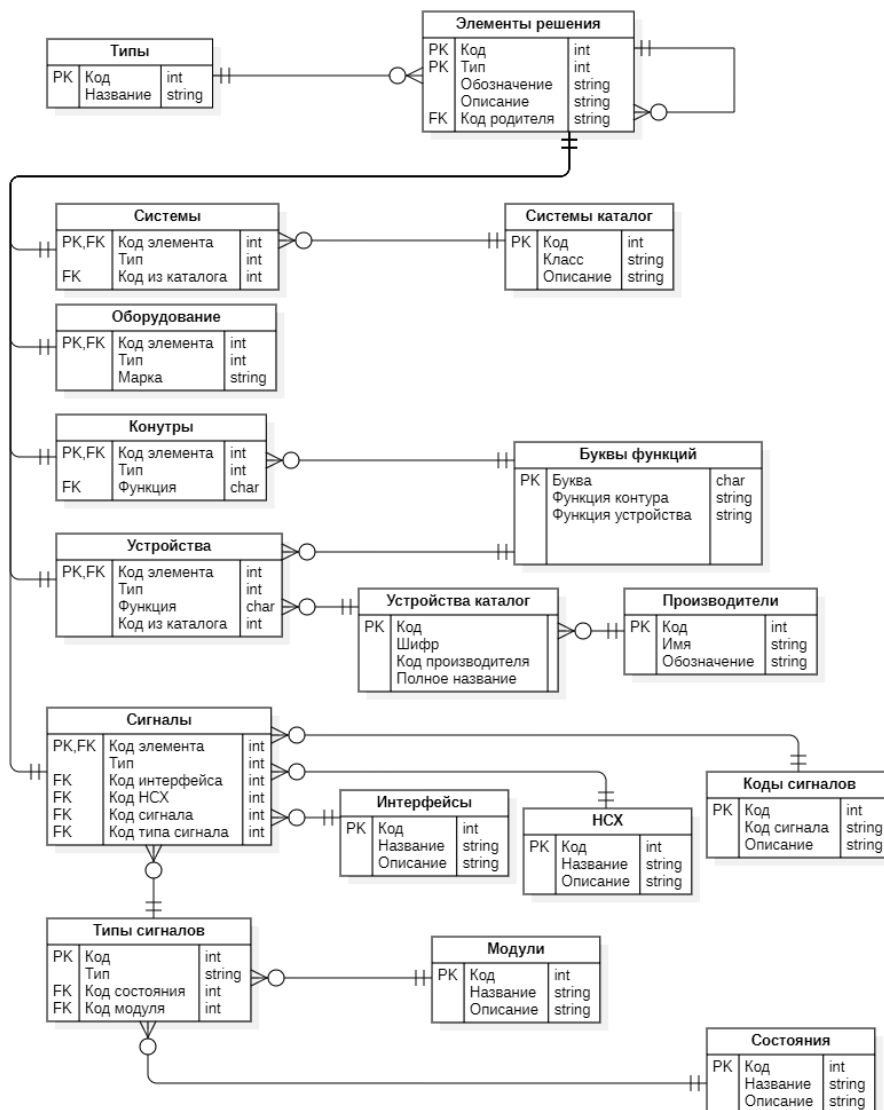 Элементы решения
PK Код int
PK Тип int
Обозначение string
Описание string
FK Код родителя string
Типы
PK Код int
Название string
Системы
PK,FK Код элемента int
Тип int
FK Код из каталога int
Системы каталог
PK Код int
Класс string
Описание string
Оборудование
PK,FK Код элемента int
Тип int
Марка string
Конутры
PK,FK Код элемента int
Тип int
FK Функция char
Буквы функций
PK Буква char
Функция контура string
Функция устройства string
Устройства
PK,FK Код элемента int
Тип int
Функция char
Код из каталога int
Устройства каталог
PK Код
Шифр
Код производителя
Полное название
Производители
PK Код int
Имя string
Обозначение string
Сигналы
PK,FK Код элемента int
Тип int
FK Код интерфейса int
FK Код НСХ int
FK Код сигнала int
FK Код типа сигнала int
Интерфейсы
PK Код int
Название string
Описание string
НСХ
PK Код int
Название string
Описание string
Коды сигналов
PK Код int
Код сигнала string
Описание string
Типы сигналов
PK Код int
Тип string
FK Код состояния int
FK Код модуля int
Модули
PK Код int
Название string
Описание string
Состояния
PK Код int
Название string
Описание string